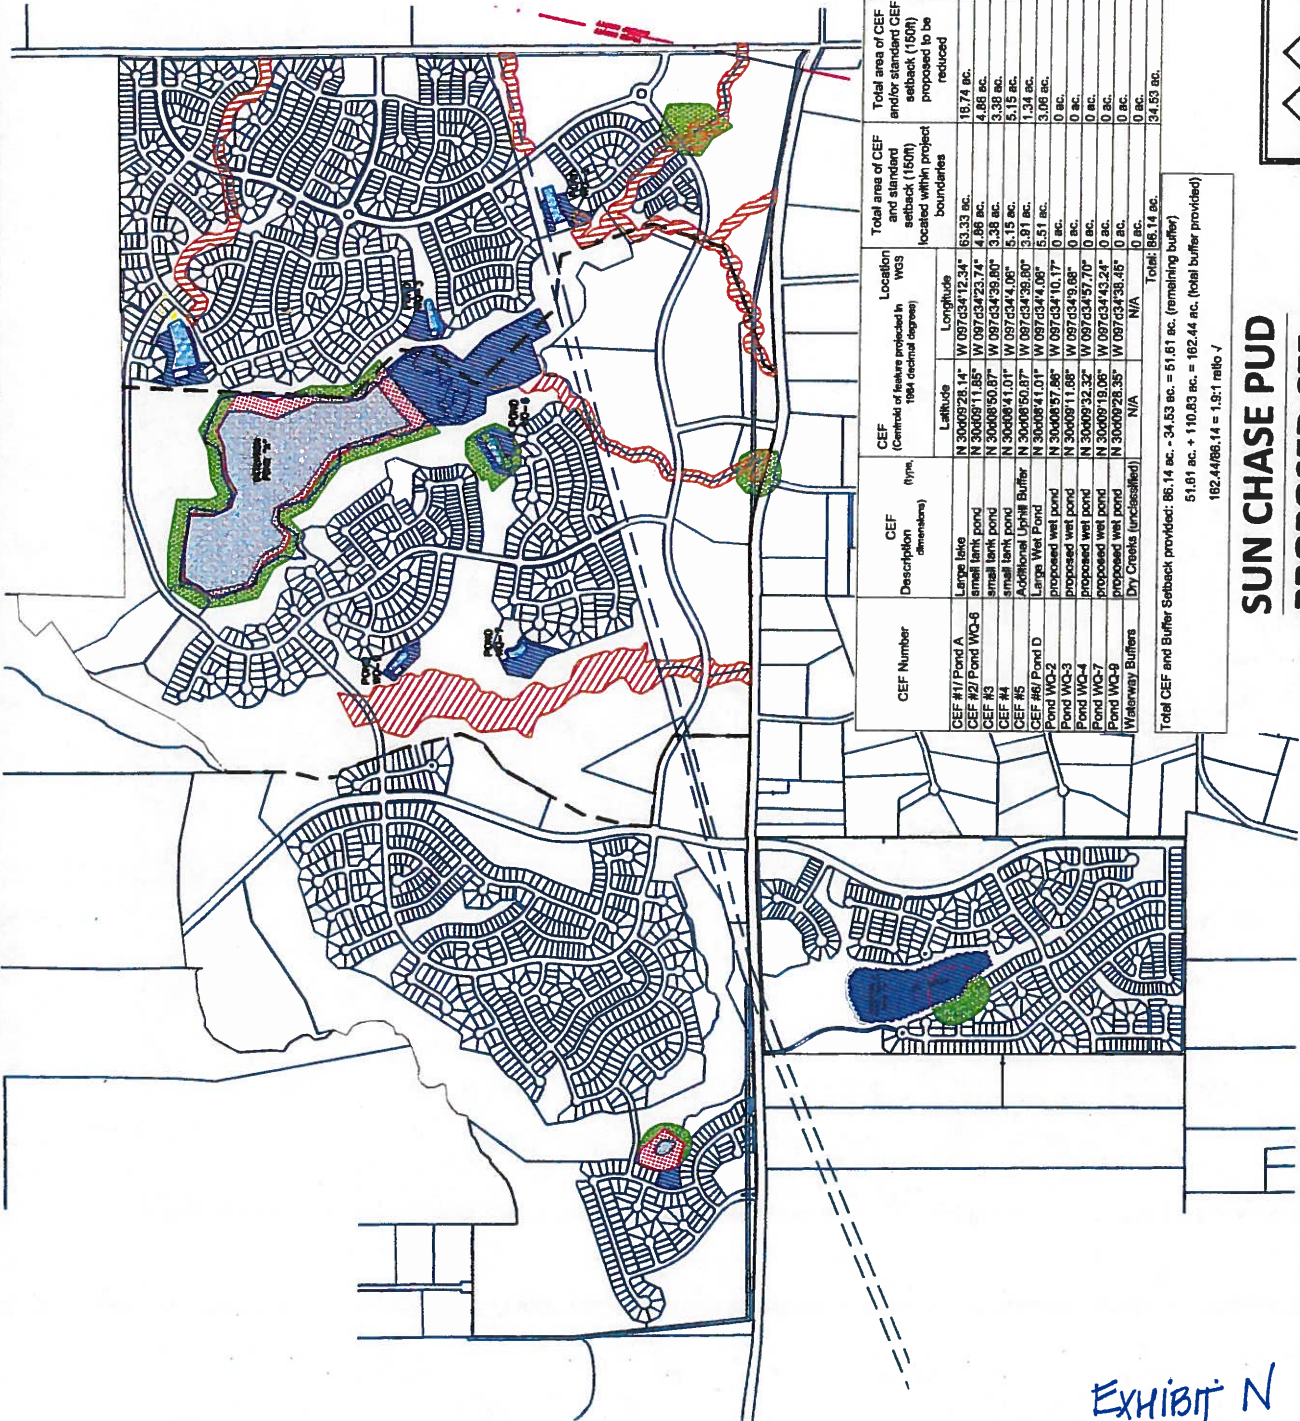 POND
WQ-6
POND
WQ-7
CEF Number
CEF
Description (type, dimensions)
CEF Location
(Centroid of feature projected in WGS 1984 decimal degrees)
Latitude
Longitude
Total area of CEF and standard setback (150ft) located within project boundaries
Total area of CEF and/or standard CEF setback (150ft) proposed to be reduced
CEF #1/ Pond A Large lake N 30d09'28.14" W 097d34'12.34" 63.33 ac. 16.74 ac.
CEF #2/ Pond WQ-6 small tank pond N 30d09'11.85" W 097d34'23.74" 4.86 ac. 4.86 ac.
CEF #3 small tank pond N 30d08'50.87" W 097d34'39.80" 3.38 ac. 3.38 ac.
CEF #4 small tank pond N 30d08'41.01" W 097d34'4.06" 5.15 ac. 5.15 ac.
CEF #5 Additional Uphill Buffer N 30d08'50.87" W 097d34'39.80" 3.91 ac. 1.34 ac.
CEF #6/ Pond D Large Wet Pond N 30d08'41.01" W 097d34'4.06" 5.51 ac. 3.06 ac.
Pond WQ-2 proposed wet pond N 30d08'57.86" W 097d34'10.17" 0 ac. 0 ac.
Pond WQ-3 proposed wet pond N 30d09'11.68" W 097d34'9.68" 0 ac. 0 ac.
Pond WQ-4 proposed wet pond N 30d09'32.32" W 097d34'57.70" 0 ac. 0 ac.
Pond WQ-7 proposed wet pond N 30d09'19.06" W 097d34'43.24" 0 ac. 0 ac.
Pond WQ-9 proposed wet pond N 30d09'28.35" W 097d34'38.45" 0 ac. 0 ac.
Waterway Buffers Dry Creeks (unclassified) N/A N/A 0 ac. 0 ac.
Total: 86.14 ac. 34.53 ac.
Total CEF and Buffer Setback provided: 86.14 ac. - 34.53 ac. = 51.61 ac. (remaining buffer)
51.61 ac. + 110.83 ac. = 162.44 ac. (total buffer provided)
162.44/86.14 = 1.9:1 ratio √
SUN CHASE PUD
EXHIBIT N